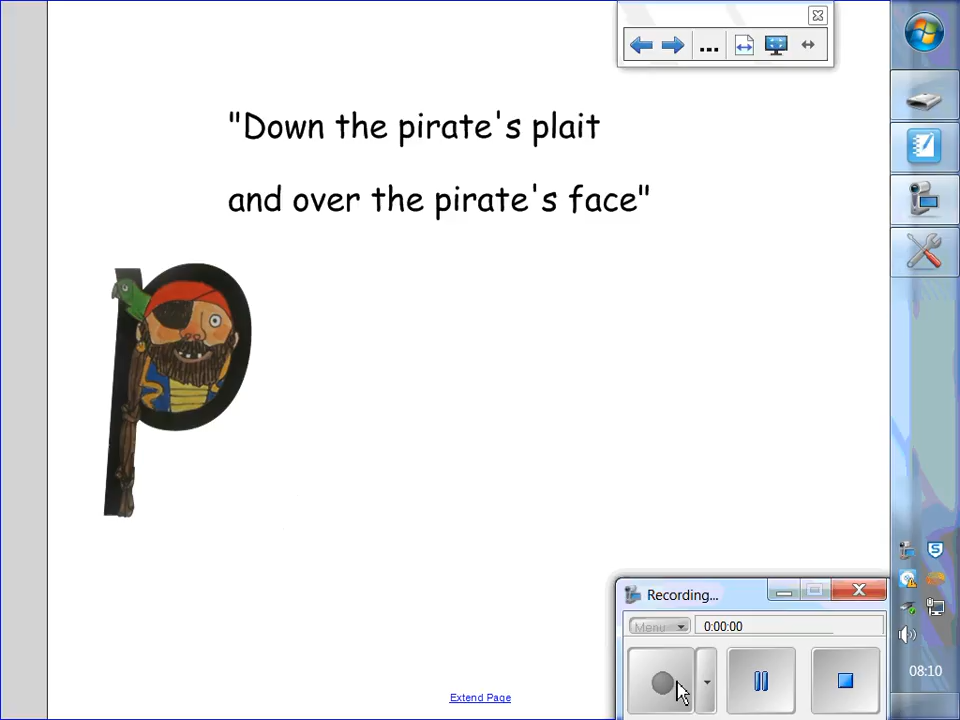 "Down the pirate's plait
and over the pirate's face"
Recording...
Menu
0:00:00
08:10
Extend Page